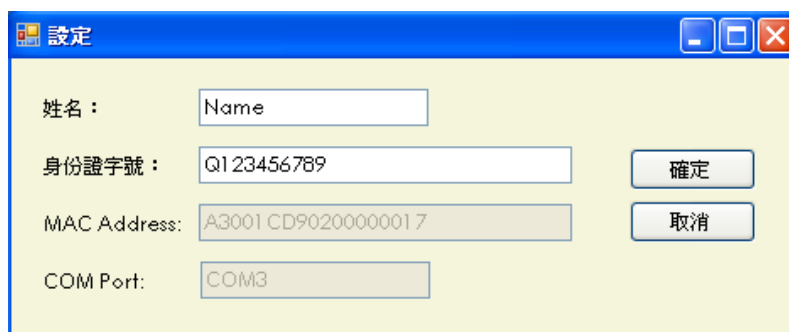 設定
姓名： Name
身份證字號： Q123456789
確定
MAC Address: A3001CD90200000017
取消
COM Port: COM3